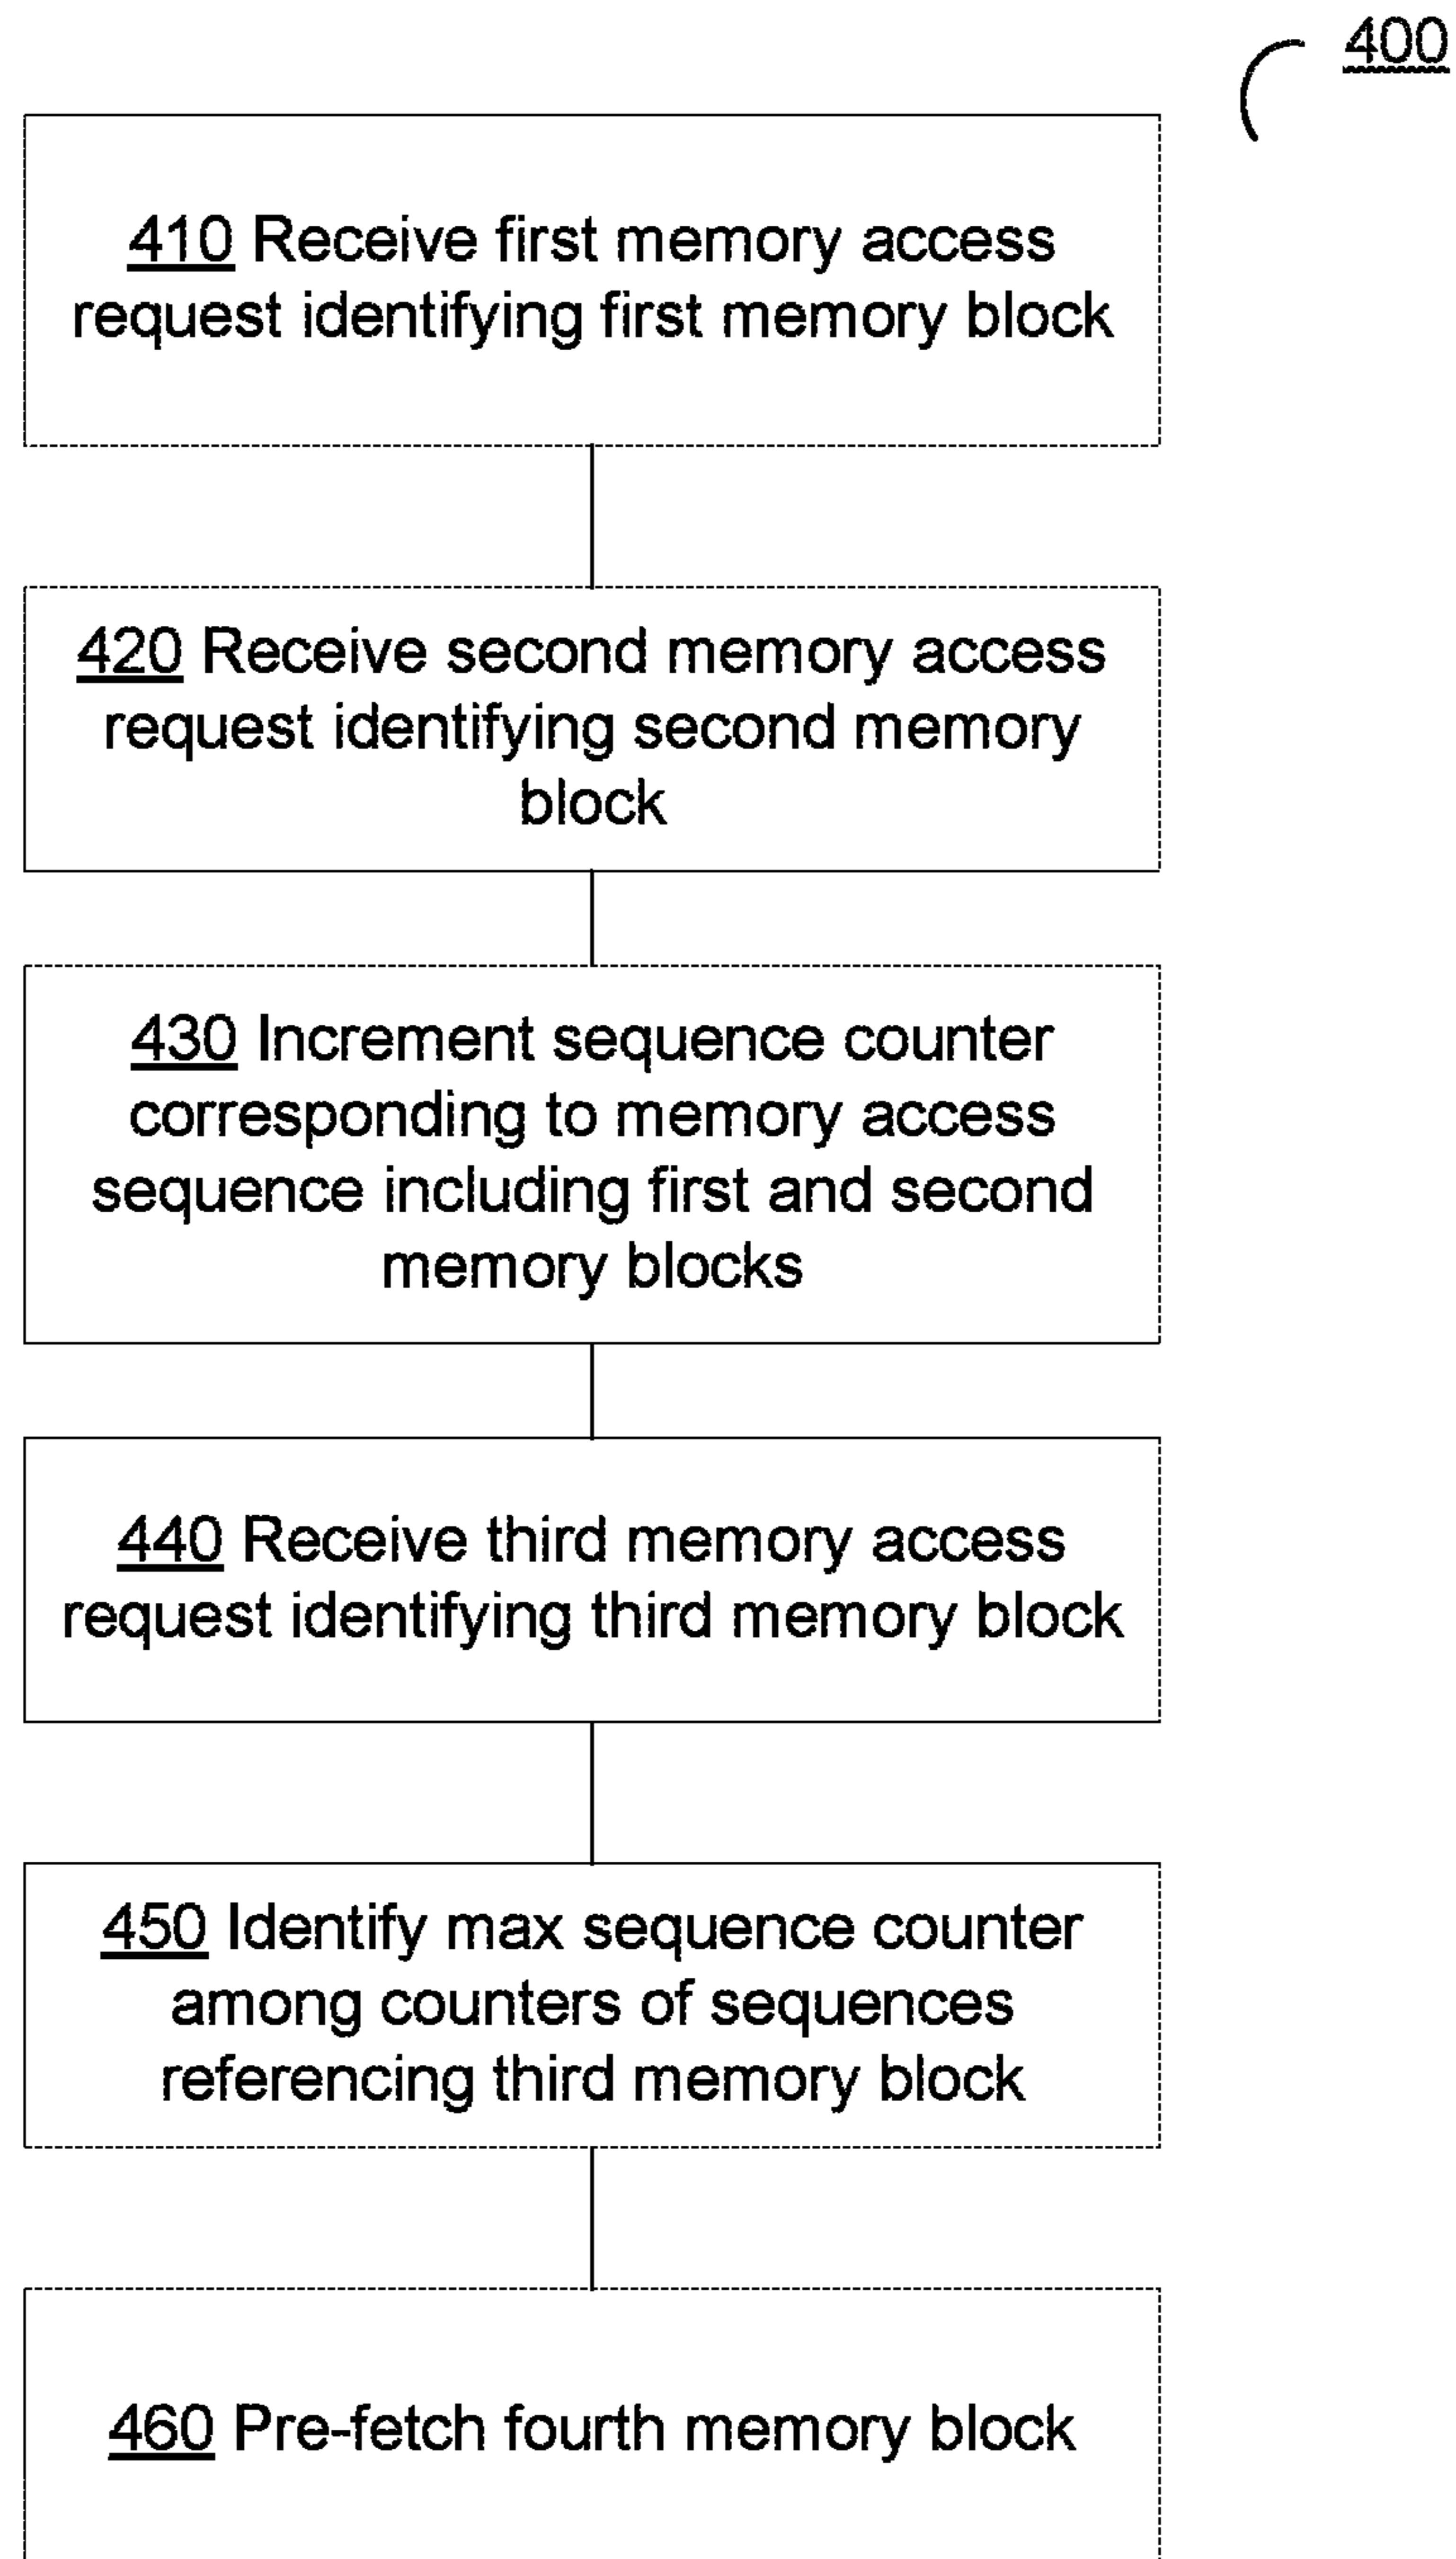 400
410 Receive first memory access
request identifying first memory block
420 Receive second memory access
request identifying second memory
block
430 Increment sequence counter
corresponding to memory access
sequence including first and second
memory blocks
440 Receive third memory access
request identifying third memory block
450 Identify max sequence counter
among counters of sequences
referencing third memory block
460 Pre-fetch fourth memory block